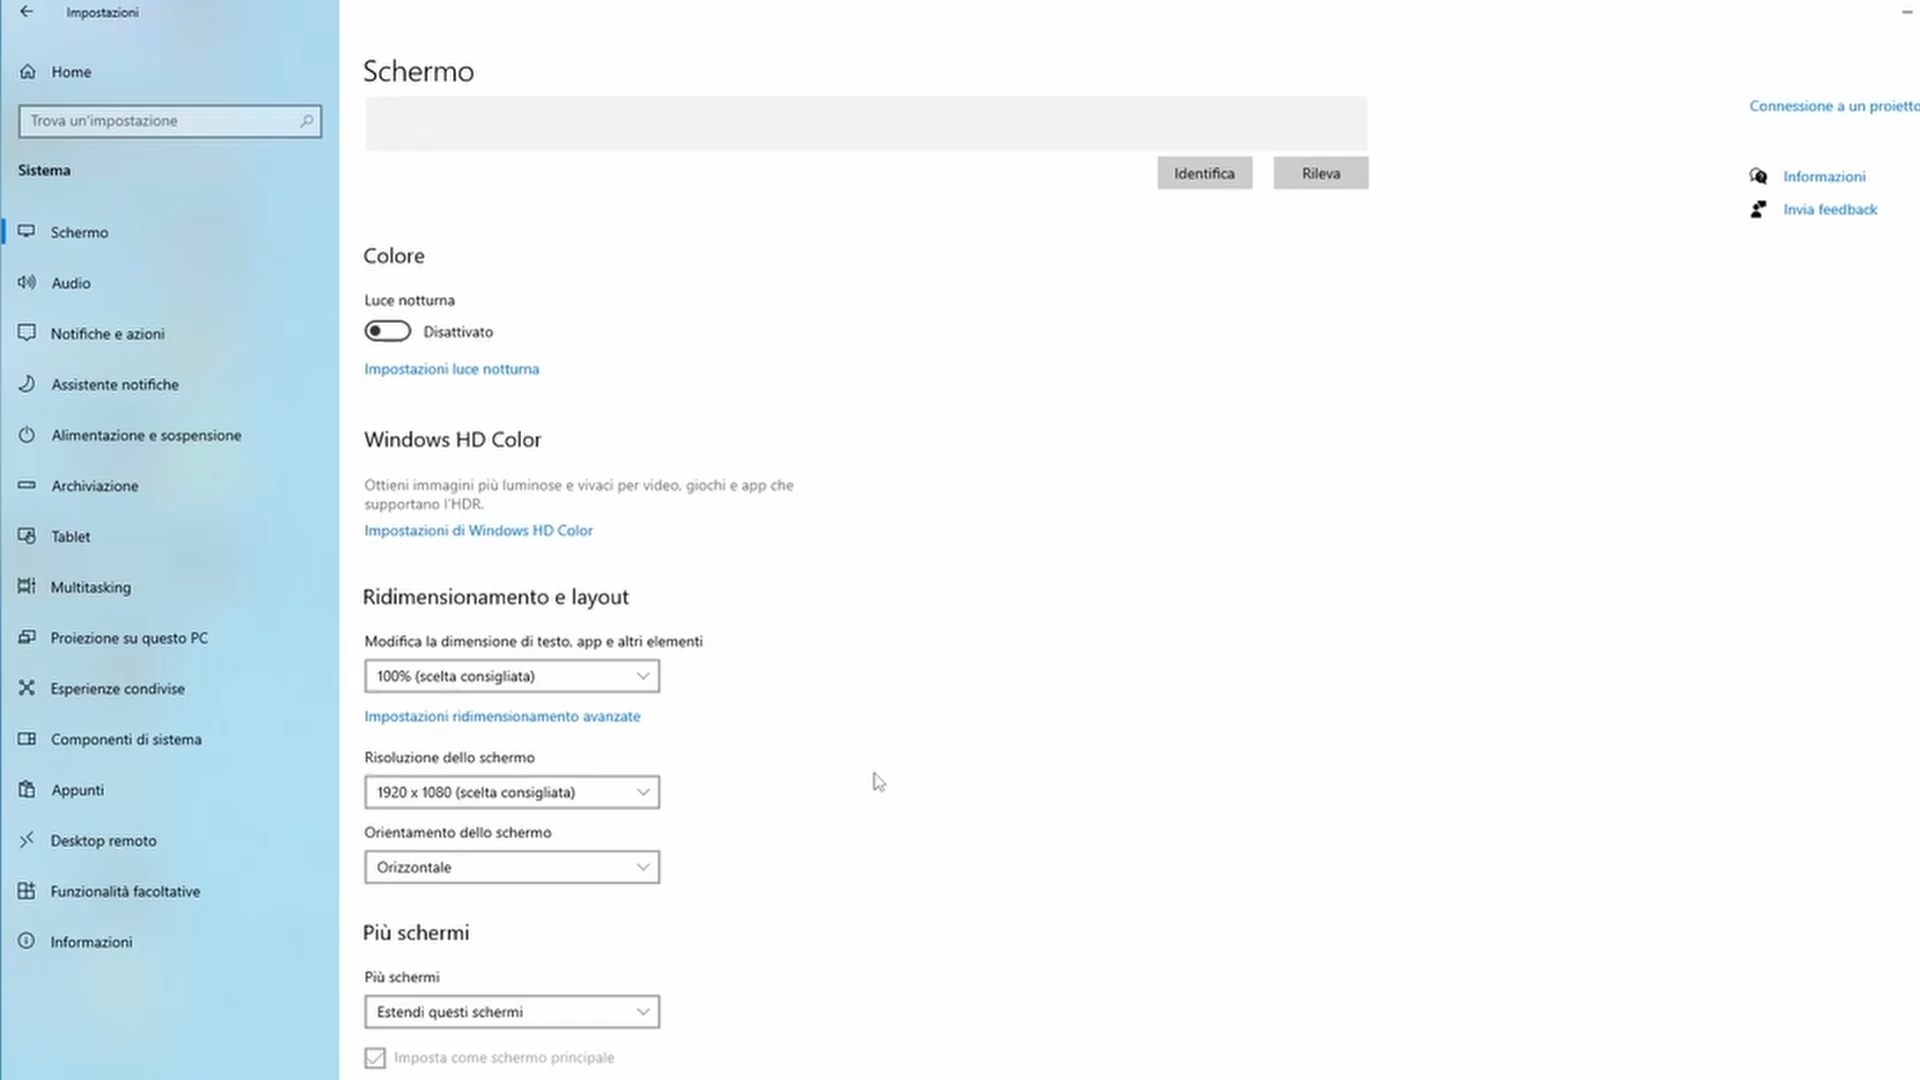 Impostazioni
Home
Trova un'impostazione
Sistema
Schermo
Audio
Notifiche e azioni
Assistente notifiche
Alimentazione e sospensione
Archiviazione
Tablet
Multitasking
Proiezione su questo PC
Esperienze condivise
Componenti di sistema
Appunti
Desktop remoto
Funzionalità facoltative
Informazioni
Schermo
Identifica
Rileva
Colore
Luce notturna
Disattivato
Impostazioni luce notturna
Windows HD Color
Ottieni immagini più luminose e vivaci per video, giochi e app che
supportano l'HDR.
Impostazioni di Windows HD Color
Ridimensionamento e layout
Modifica la dimensione di testo, app e altri elementi
100% (scelta consigliata)
Impostazioni ridimensionamento avanzate
Risoluzione dello schermo
1920 x 1080 (scelta consigliata)
Orientamento dello schermo
Orizzontale
Più schermi
Più schermi
Estendi questi schermi
Imposta come schermo principale
Connessione a un proietto
Informazioni
Invia feedback